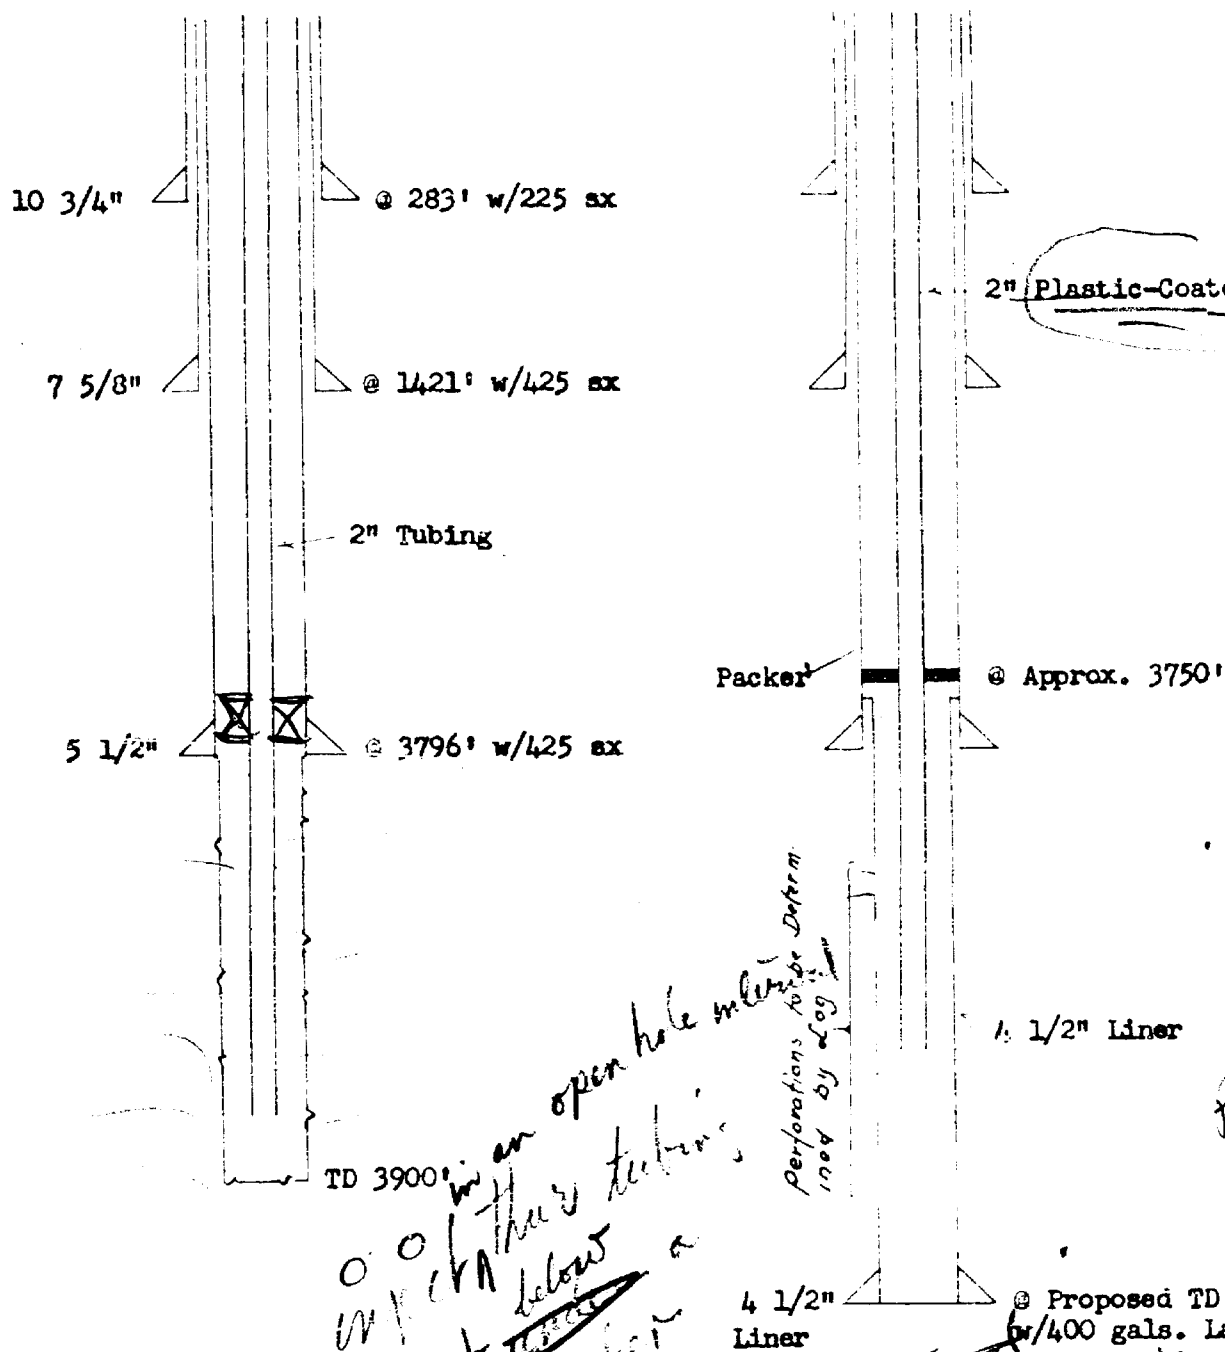 10 3/4" @ 283' w/225 sx
7 5/8" @ 1421' w/425 sx
2" Tubing
5 1/2" @ 3796' w/425 sx
TD 3900'
2" Plastic-Coate
Packer @ Approx. 3750'
Perforations to be Determ-
ined by Log
4 1/2" Liner
4 1/2" @ Proposed TD
Liner w/400 gals. La
in an open hole
thru tubing
below a